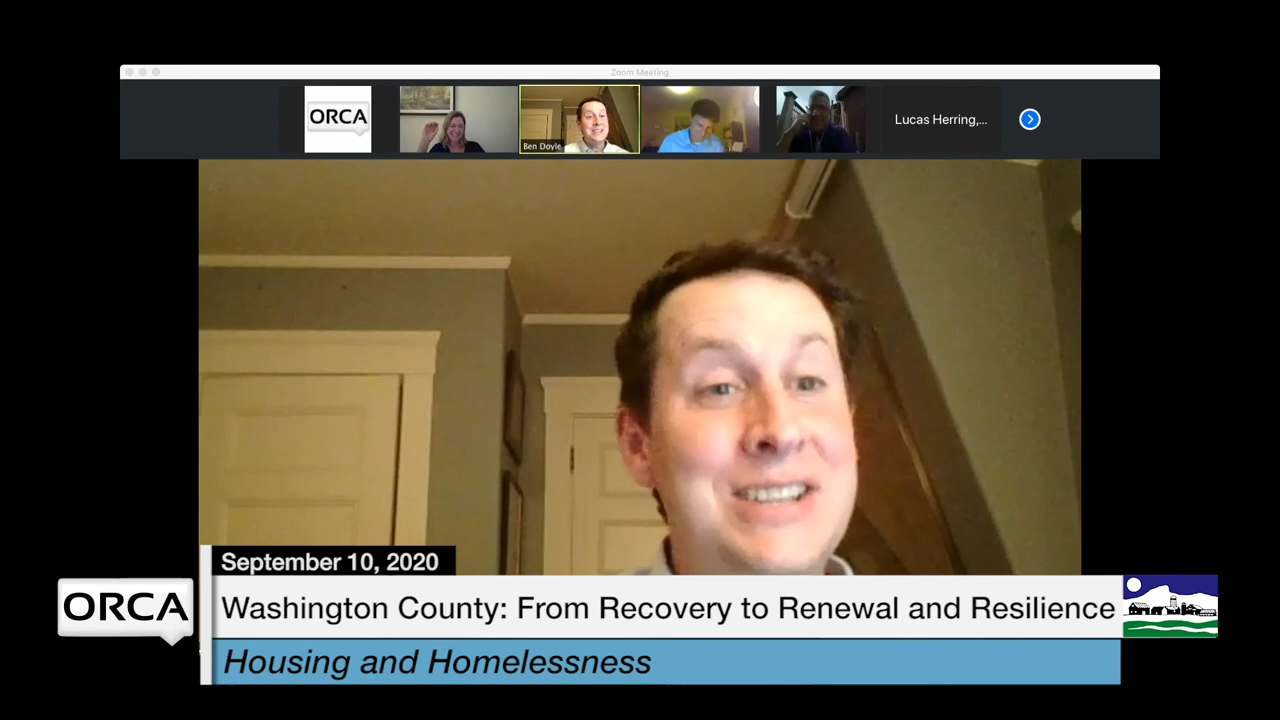 Zoom Meeting
ORCA
Ben Doyle
Lucas Herring,...
September 10, 2020
ORCA
Washington County: From Recovery to Renewal and Resilience
Housing and Homelessness